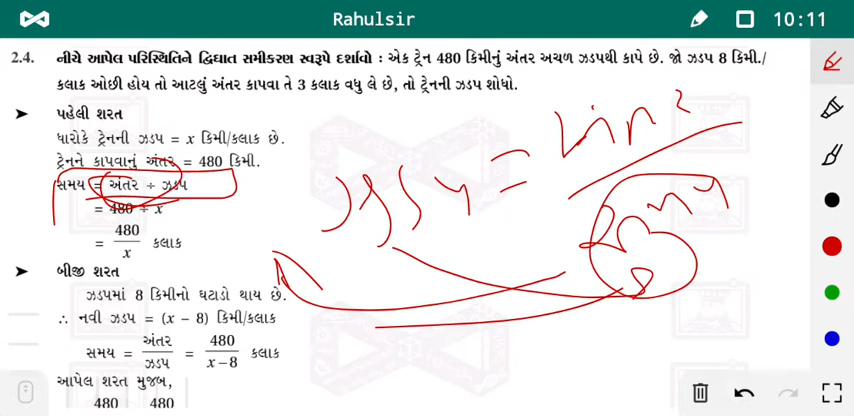 Rahulsir
10:11
2.4. નીચે આપેલ પરિસ્થિતિને દ્વિઘાત સમીકરણ સ્વરૂપે દર્શાવો : એક ટ્રેન 480 કિમીનું અંતર અચળ ઝડપથી કાપે છે. જો ઝડપ 8 કિમી./
કલાક ઓછી હોય તો આટલું અંતર કાપવા તે 3 કલાક વધુ લે છે, તો ટ્રેનની ઝડપ શોધો.
➤ પહેલી શરત
ધારોકે ટ્રેનની ઝડપ = x કિમી/કલાક છે.
ટ્રેનને કાપવાનું અંતર = 480 કિમી.
સમય = અંતર ÷ ઝડપ
= 480 ÷ x
= 480/x કલાક
➤ બીજી શરત
ઝડપમાં 8 કિમીનો ઘટાડો થાય છે.
∴ નવી ઝડપ = (x − 8) કિમી/કલાક
સમય = અંતર/ઝડપ = 480/x−8 કલાક
આપેલ શરત મુજબ,
480 480
ઝડપ = અંતર
સમય